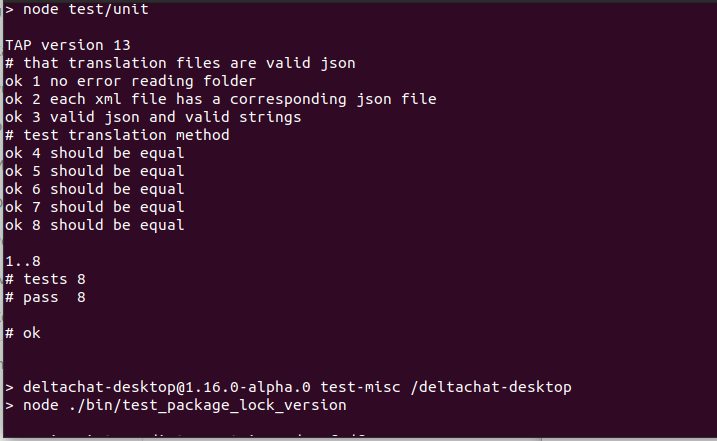 > node test/unit
TAP version 13
# that translation files are valid json
ok 1 no error reading folder
ok 2 each xml file has a corresponding json file
ok 3 valid json and valid strings
# test translation method
ok 4 should be equal
ok 5 should be equal
ok 6 should be equal
ok 7 should be equal
ok 8 should be equal
1..8
# tests 8
# pass  8
# ok
> deltachat-desktop@1.16.0-alpha.0 test-misc /deltachat-desktop
> node ./bin/test_package_lock_version